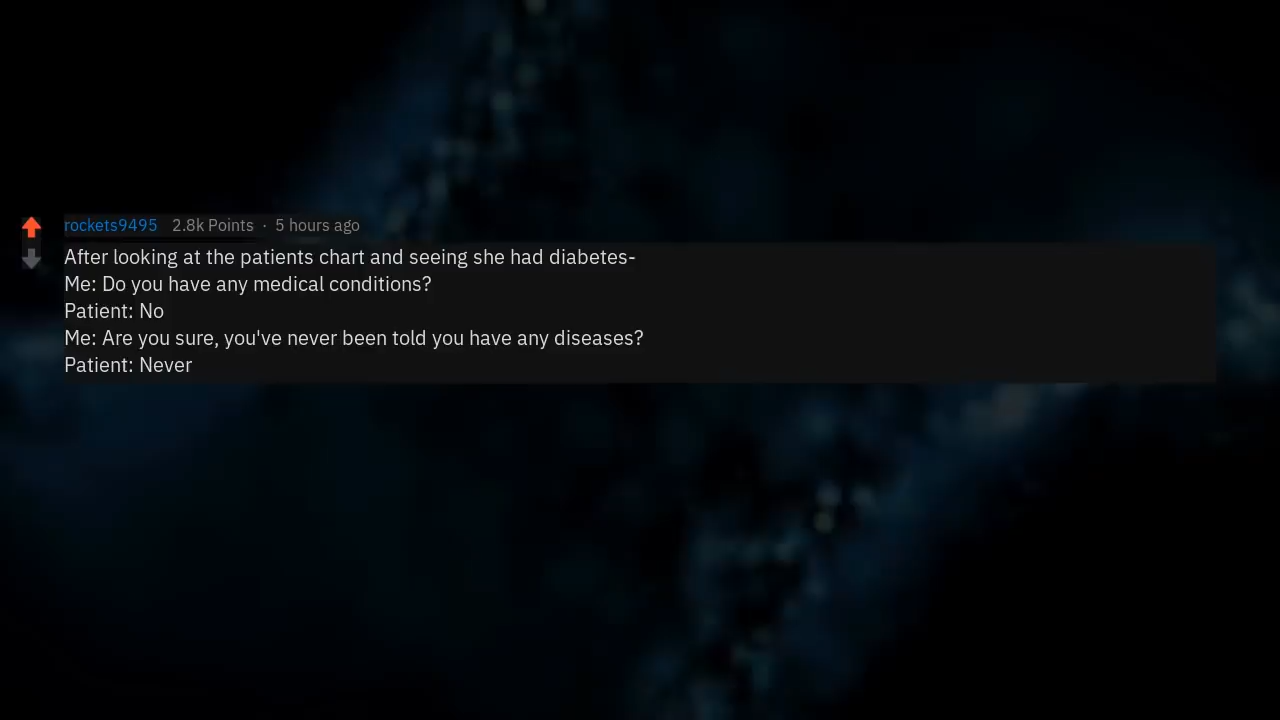 rockets9495 2.8k Points · 5 hours ago
After looking at the patients chart and seeing she had diabetes-
Me: Do you have any medical conditions?
Patient: No
Me: Are you sure, you've never been told you have any diseases?
Patient: Never